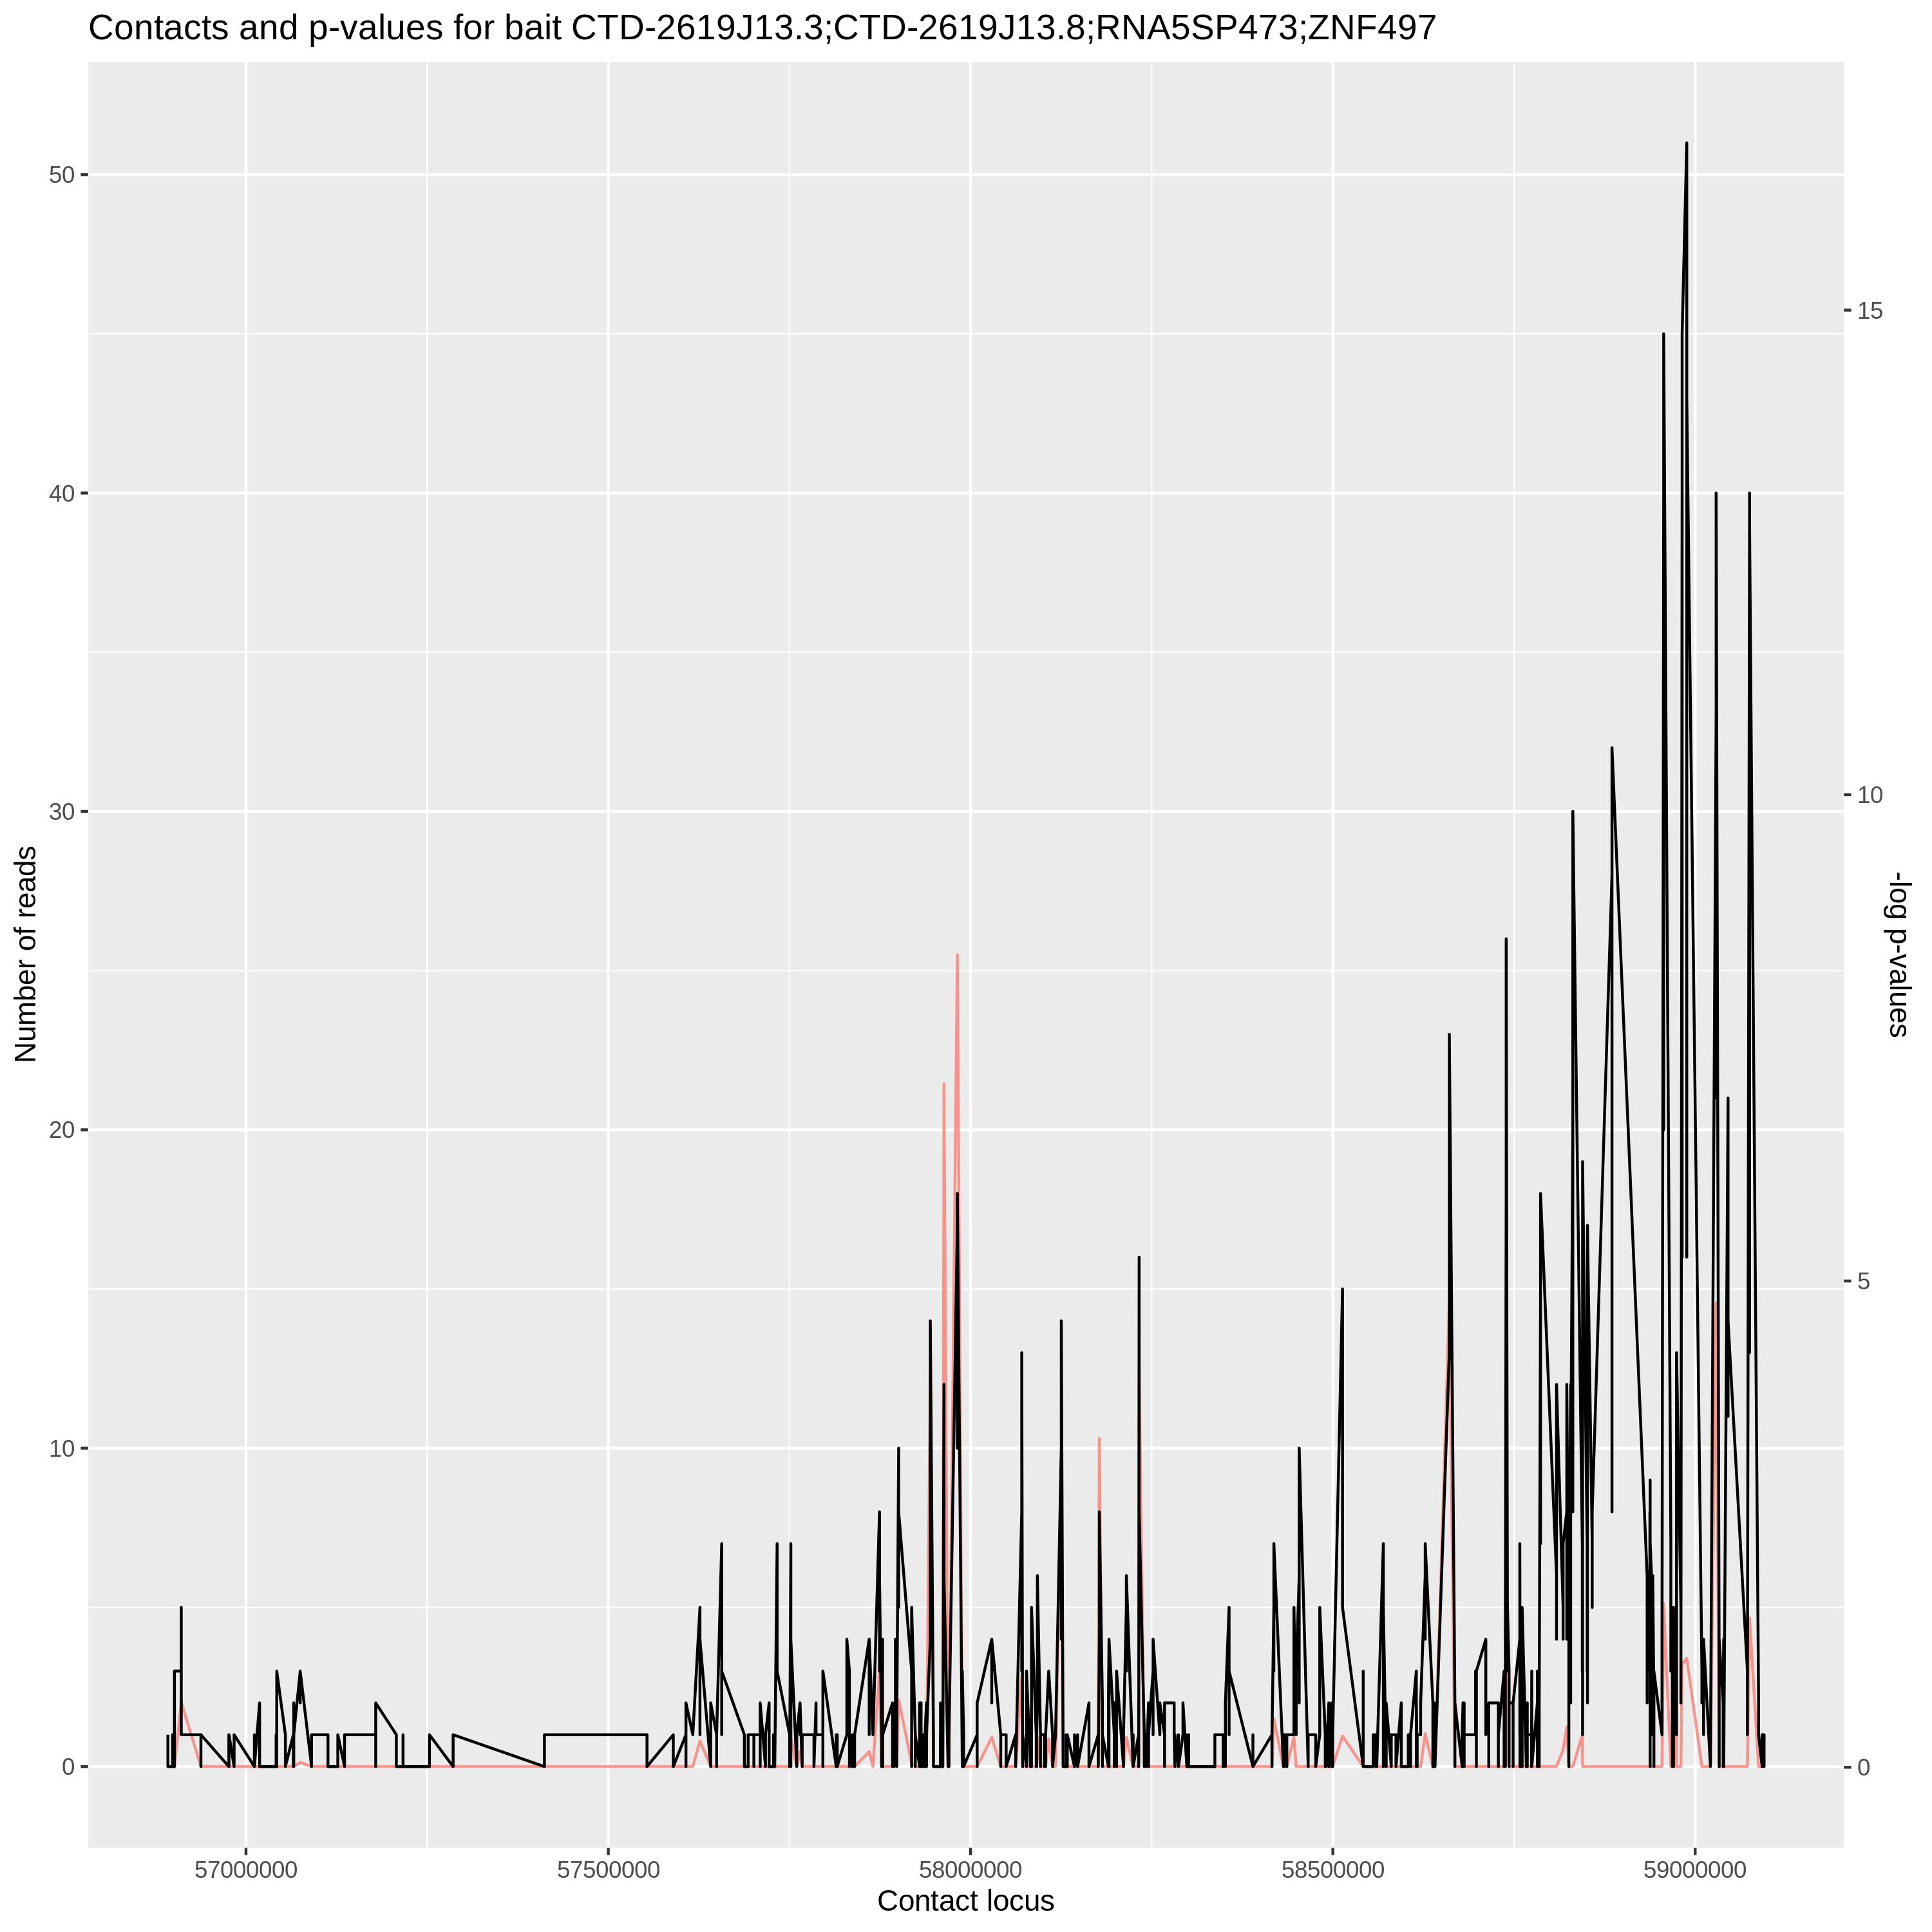 Contacts and p-values for bait CTD-2619J13.3;CTD-2619J13.8;RNA5SP473;ZNF497
50
40
30
20
10
0
Number of reads
15
10
5
0
-log p-values
57000000 57500000 58000000 58500000 59000000
Contact locus